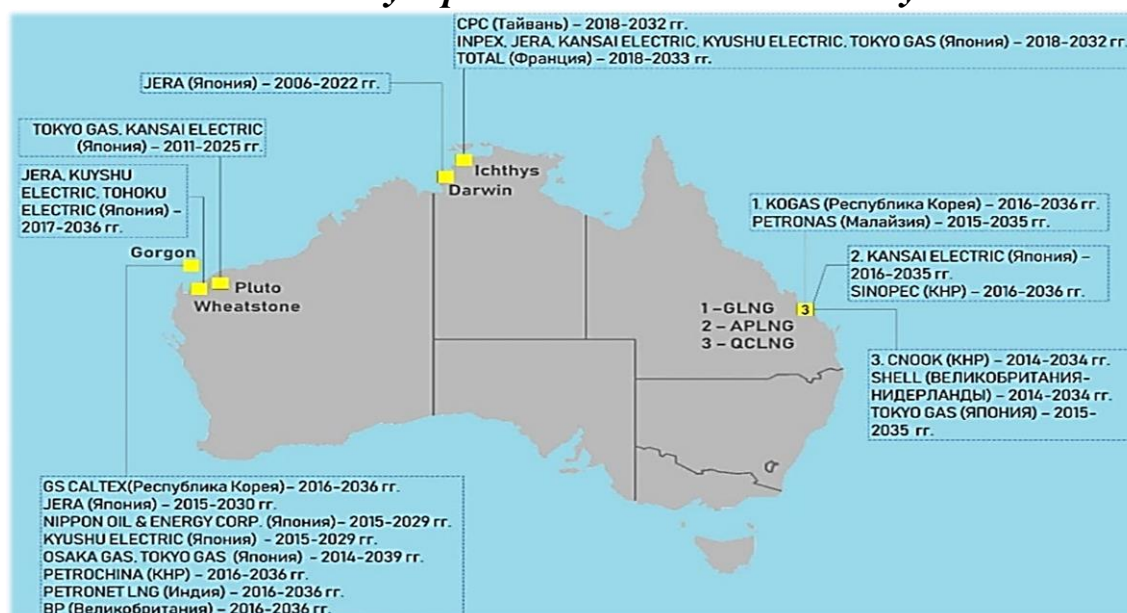 CPC (Тайвань) – 2018-2032 гг.
INPEX, JERA, KANSAI ELECTRIC, KYUSHU ELECTRIC, TOKYO GAS (Япония) – 2018-2032 гг.
TOTAL (Франция) – 2018-2033 гг.
JERA (Япония) – 2006-2022 гг.
TOKYO GAS, KANSAI ELECTRIC
(Япония) – 2011-2025 гг.
JERA, KUYSHU
ELECTRIC, TOHOKU
ELECTRIC (Япония) –
2017-2036 гг.
Ichthys
Darwin
Gorgon
Pluto
Wheatstone
1. KOGAS (Республика Корея) – 2016-2036 гг.
PETRONAS (Малайзия) – 2015-2035 гг.
2. KANSAI ELECTRIC (Япония) –
2016-2035 гг.
SINOPEC (КНР) – 2016-2036 гг.
1 – GLNG
2 – APLNG
3 – QCLNG
3
3. CNOOK (КНР) – 2014-2034 гг.
SHELL (ВЕЛИКОБРИТАНИЯ-
НИДЕРЛАНДЫ) – 2014-2034 гг.
TOKYO GAS (ЯПОНИЯ) – 2015-
2035 гг.
GS CALTEX(Республика Корея)– 2016-2036 гг.
JERA (Япония) – 2015-2030 гг.
NIPPON OIL & ENERGY CORP. (Япония)– 2015-2029 гг.
KYUSHU ELECTRIC (Япония) – 2015-2029 гг.
OSAKA GAS, TOKYO GAS (Япония) – 2014-2039 гг.
PETROCHINA (КНР) – 2016-2036 гг.
PETRONET LNG (Индия) – 2016-2036 гг.
BP (Великобритания) – 2016-2036 гг.